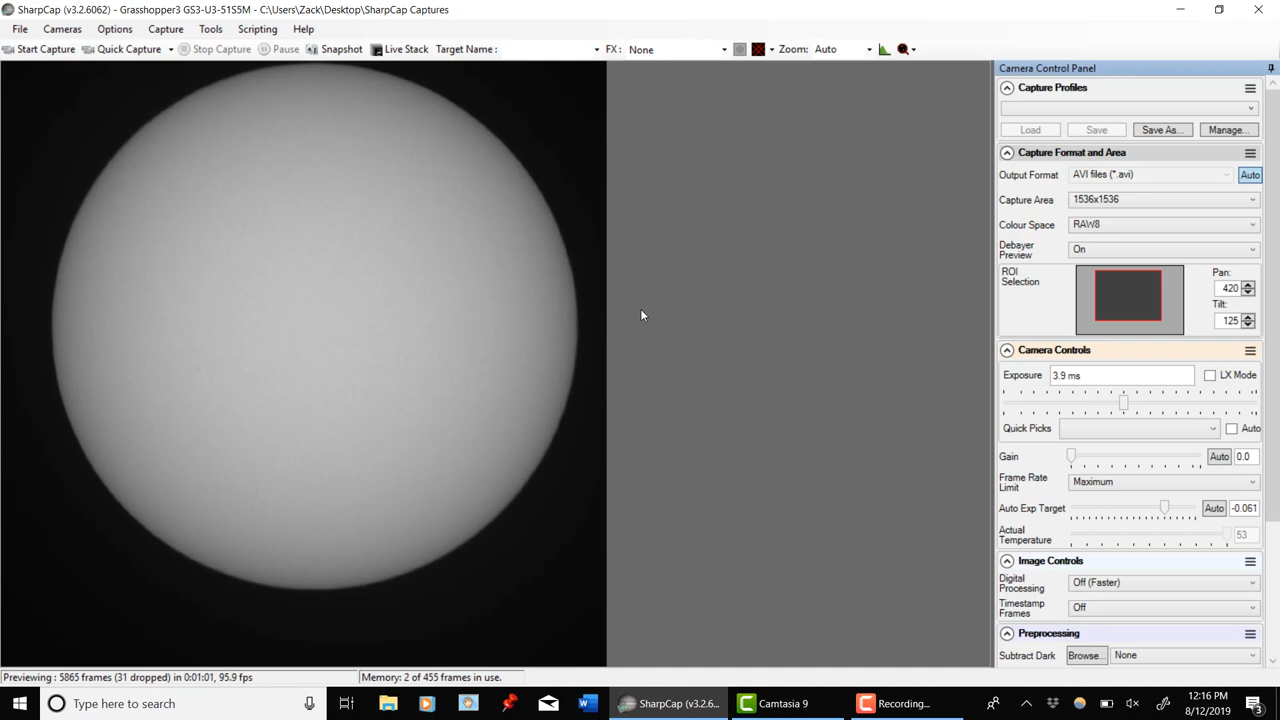 SharpCap (v3.2.6062) - Grasshopper3 GS3-U3-51S5M - C:\Users\Zack\Desktop\SharpCap Captures
File Cameras Options Capture Tools Scripting Help
Start Capture Quick Capture Stop Capture Pause Snapshot Live Stack Target Name : FX : None Zoom: Auto
Camera Control Panel
Capture Profiles
Load Save Save As... Manage...
Capture Format and Area
Output Format AVI files (*.avi) Auto
Capture Area 1536x1536
Colour Space RAW8
Debayer Preview On
ROI Selection
Pan: 420
Tilt: 125
Camera Controls
Exposure 3.9 ms LX Mode
Quick Picks Auto
Gain Auto 0.0
Frame Rate Limit Maximum
Auto Exp Target Auto -0.061
Actual Temperature 53
Image Controls
Digital Processing Off (Faster)
Timestamp Frames Off
Preprocessing
Subtract Dark Browse... None
Previewing : 5865 frames (31 dropped) in 0:01:01, 95.9 fps Memory: 2 of 455 frames in use.
Type here to search SharpCap (v3.2.6... Camtasia 9 Recording... 12:16 PM
8/12/2019
3